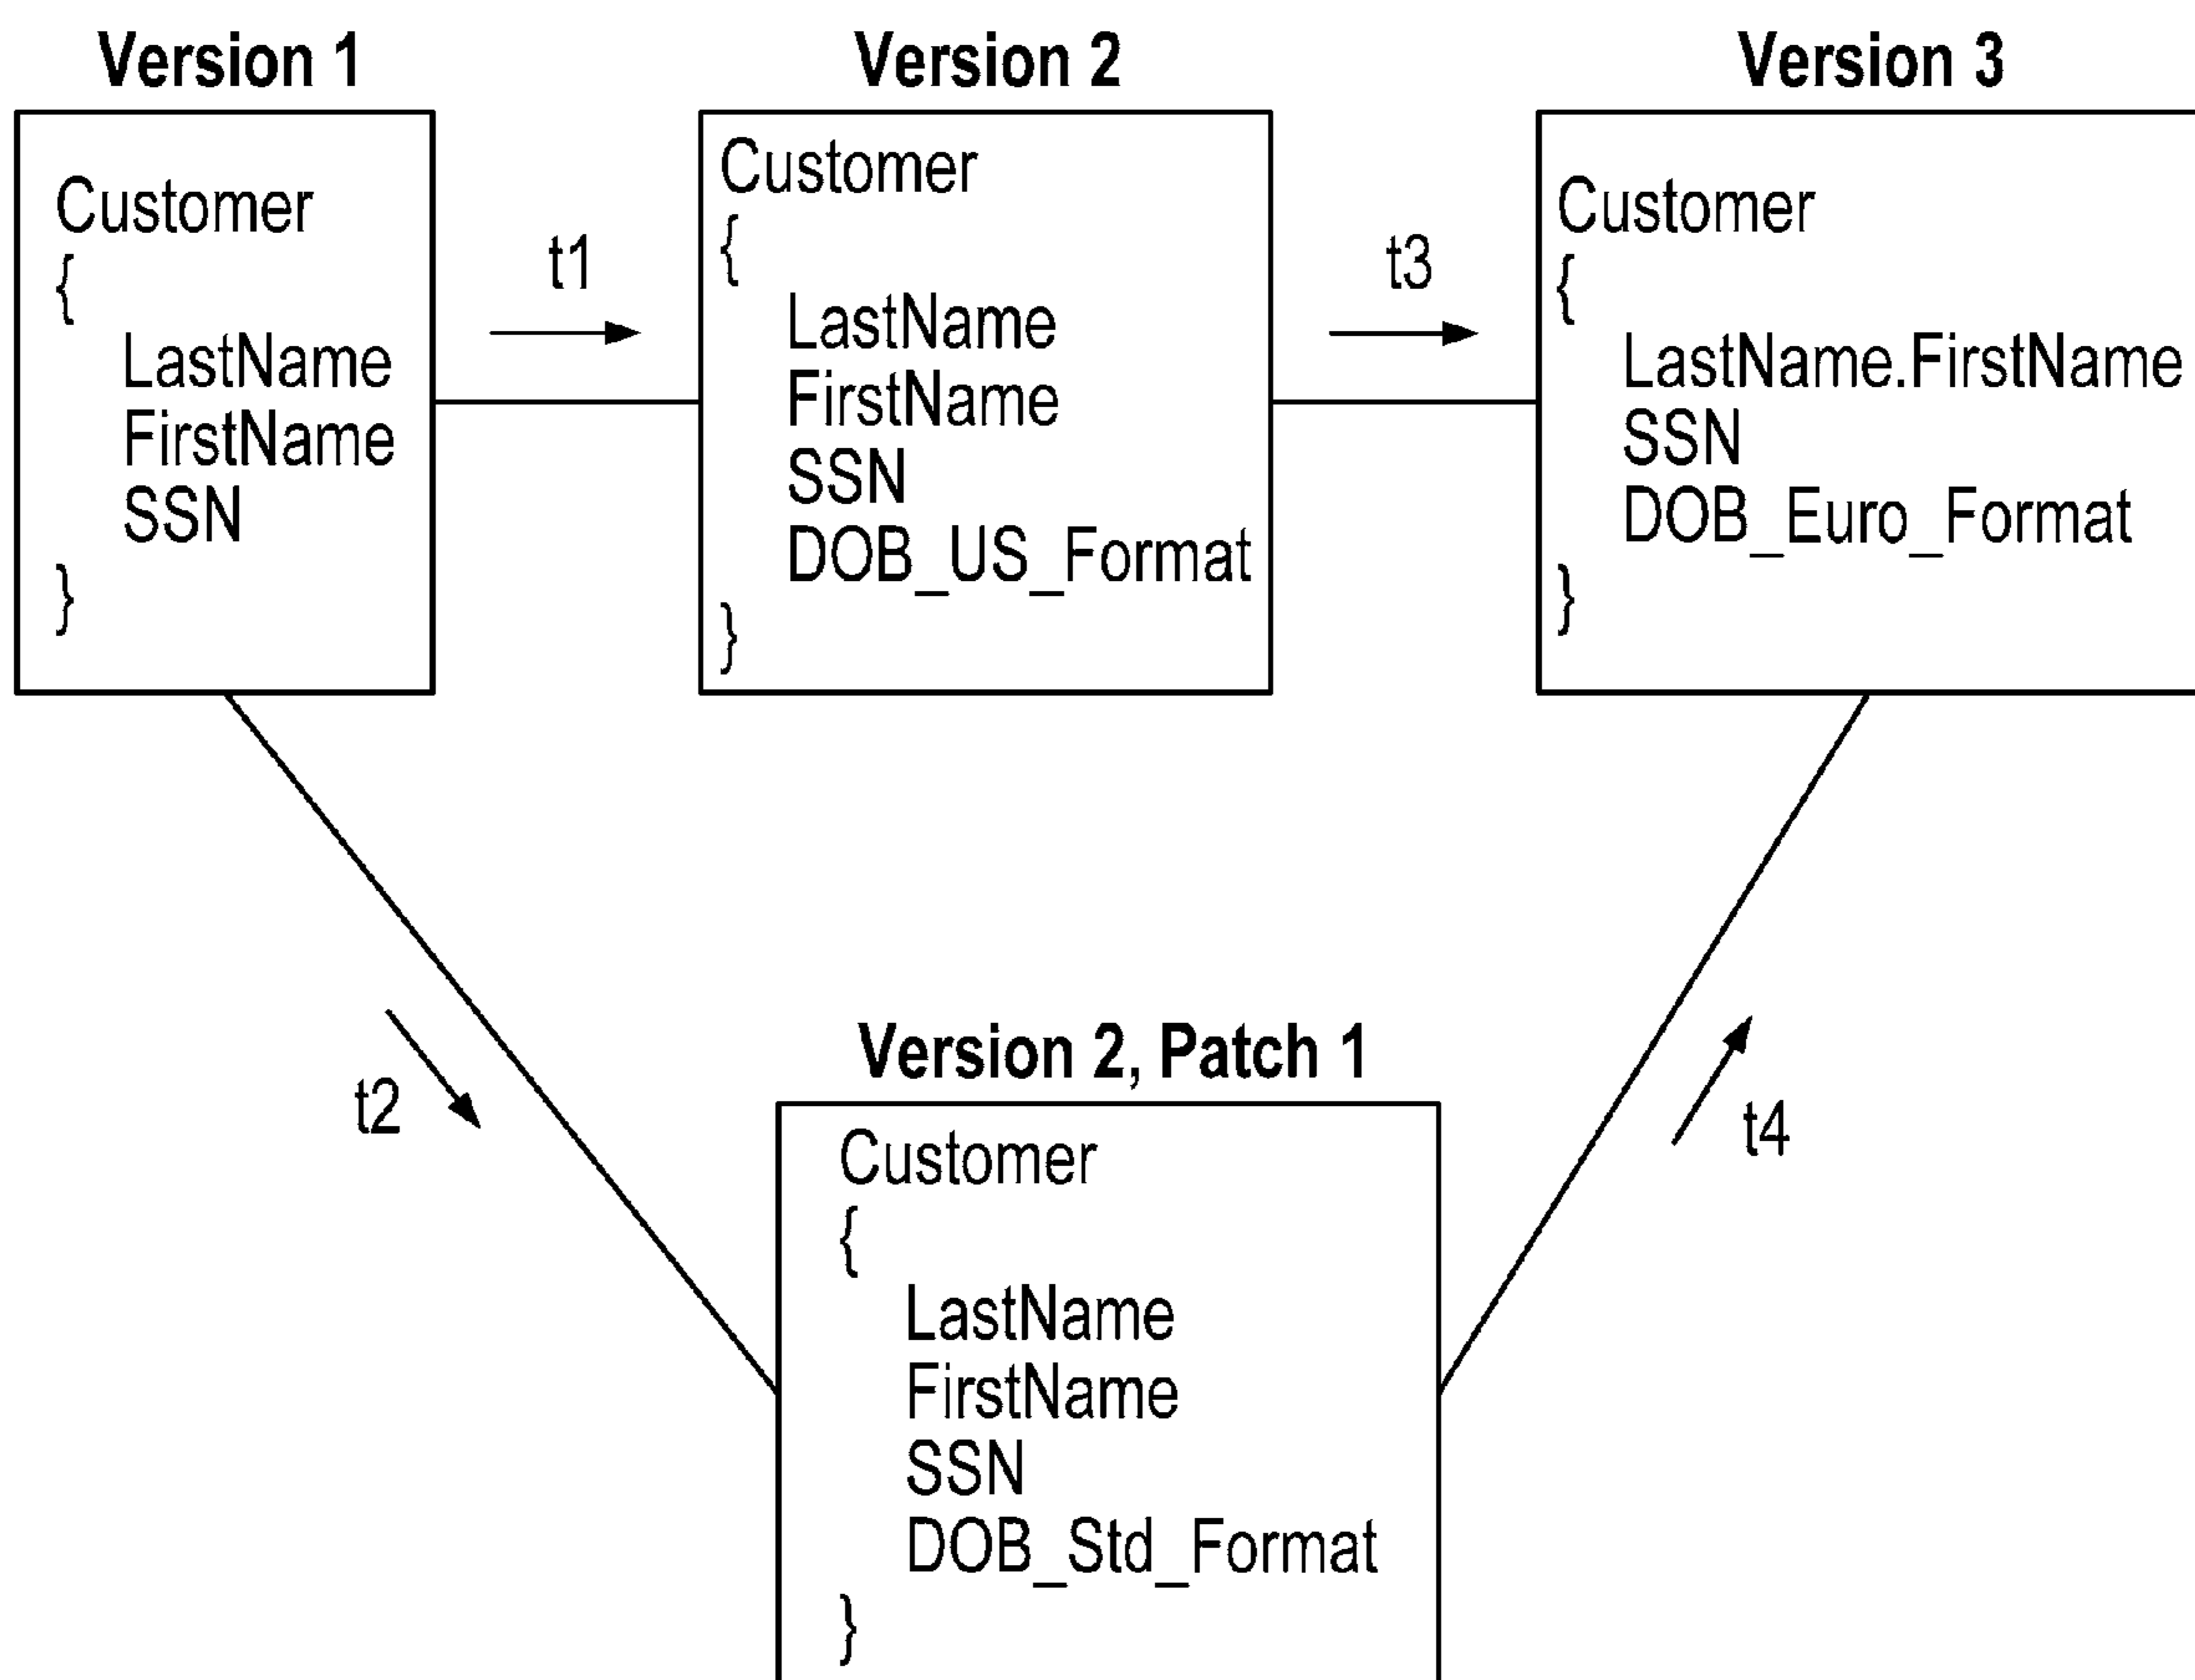 Version 1
Customer
{
LastName
FirstName
SSN
}
t1
Version 2
Customer
{
LastName
FirstName
SSN
DOB_US_Format
}
t3
Version 3
Customer
{
LastName.FirstName
SSN
DOB_Euro_Format
}
t2
Version 2, Patch 1
Customer
{
LastName
FirstName
SSN
DOB_Std_Format
}
t4